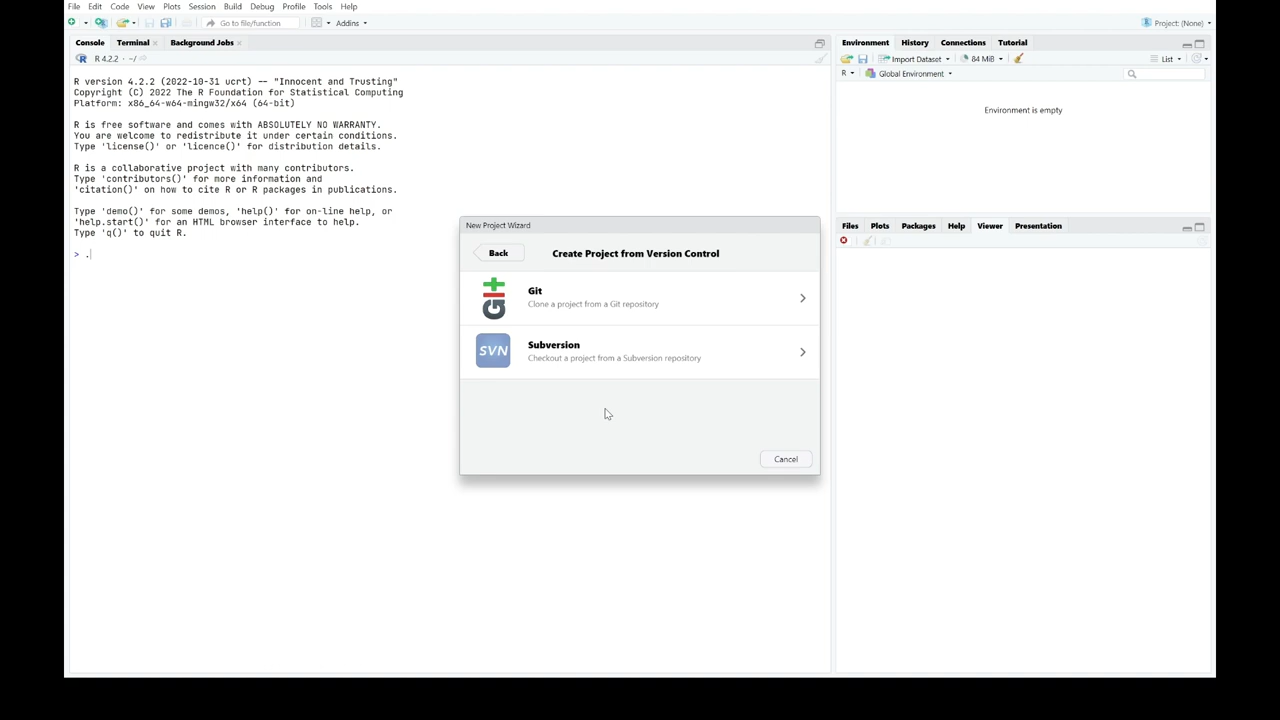 File Edit Code View Plots Session Build Debug Profile Tools Help
Go to file/function Addins Project: (None)
Console Terminal Background Jobs
R 4.2.2 · ~/
R version 4.2.2 (2022-10-31 ucrt) -- "Innocent and Trusting"
Copyright (C) 2022 The R Foundation for Statistical Computing
Platform: x86_64-w64-mingw32/x64 (64-bit)
R is free software and comes with ABSOLUTELY NO WARRANTY.
You are welcome to redistribute it under certain conditions.
Type 'license()' or 'licence()' for distribution details.
R is a collaborative project with many contributors.
Type 'contributors()' for more information and
'citation()' on how to cite R or R packages in publications.
Type 'demo()' for some demos, 'help()' for on-line help, or
'help.start()' for an HTML browser interface to help.
Type 'q()' to quit R.
> .
New Project Wizard
Back Create Project from Version Control
git
Git
Clone a project from a Git repository
SVN
Subversion
Checkout a project from a Subversion repository
Cancel
Environment History Connections Tutorial
Import Dataset 84 MiB List
R Global Environment
Environment is empty
Files Plots Packages Help Viewer Presentation